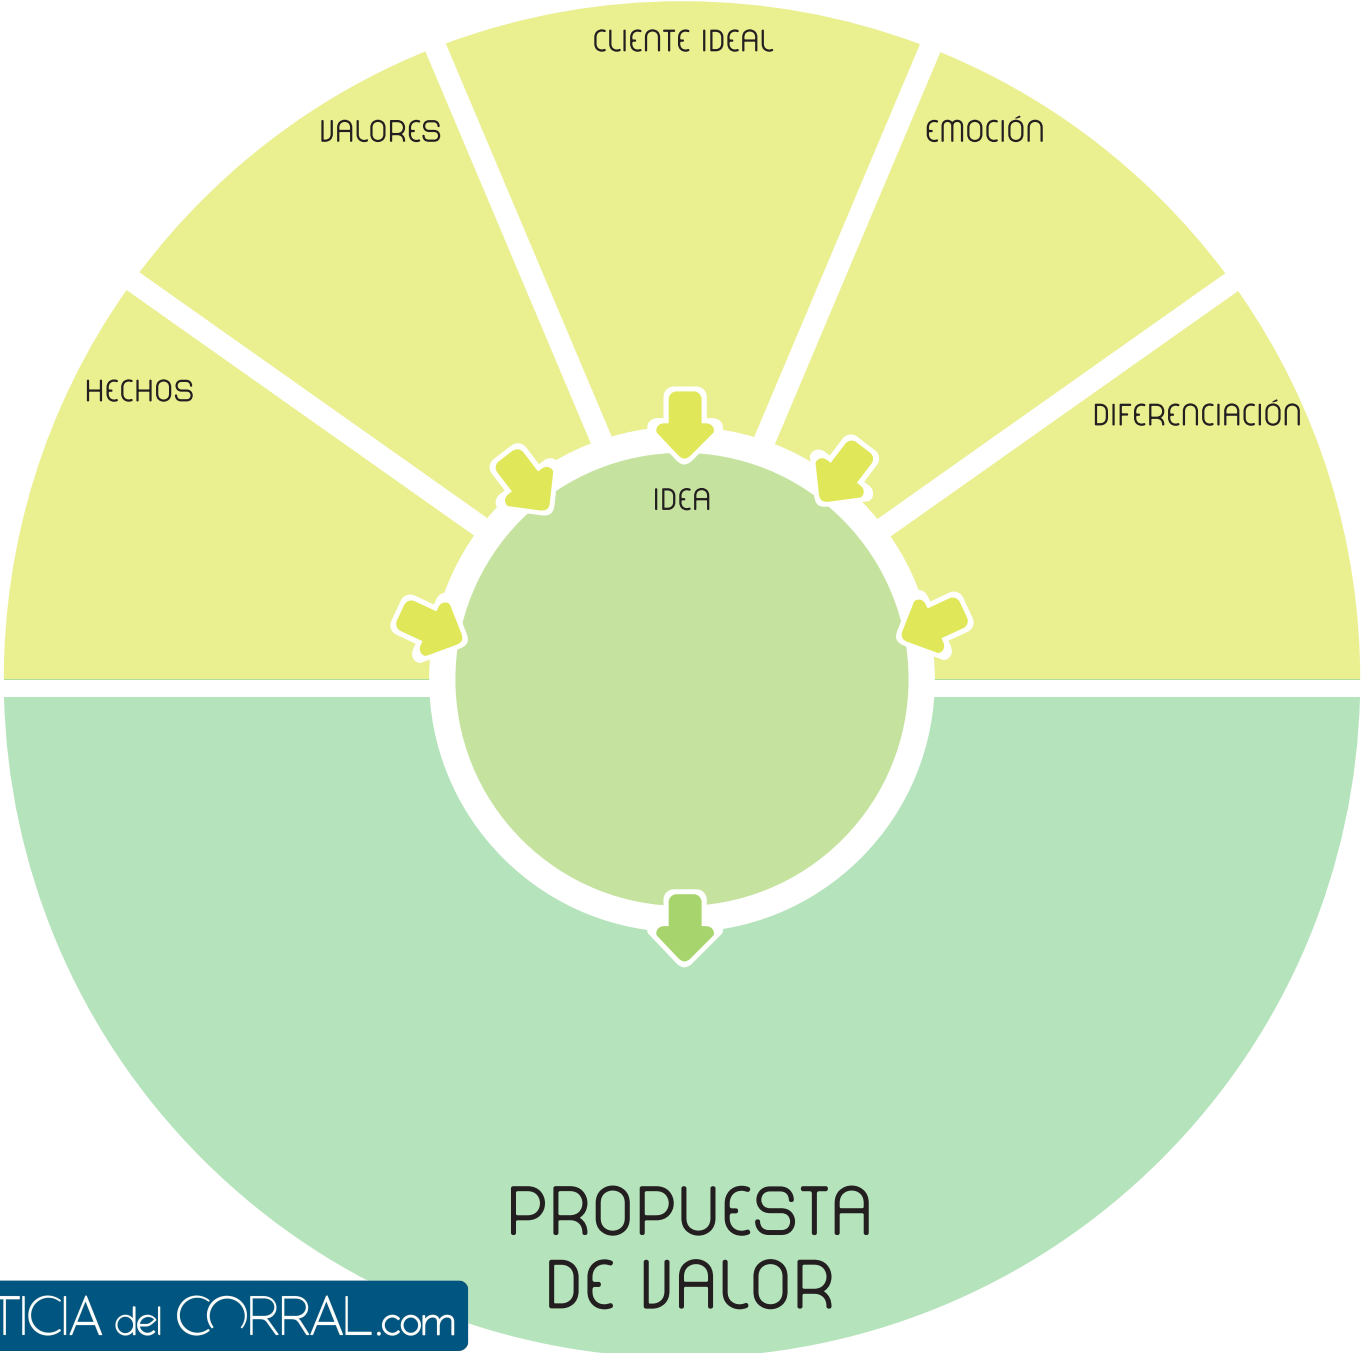 CLIENTE IDEAL
VALORES
EMOCIÓN
HECHOS
DIFERENCIACIÓN
IDEA
PROPUESTA
DE VALOR
TICIA del CORRAL.com